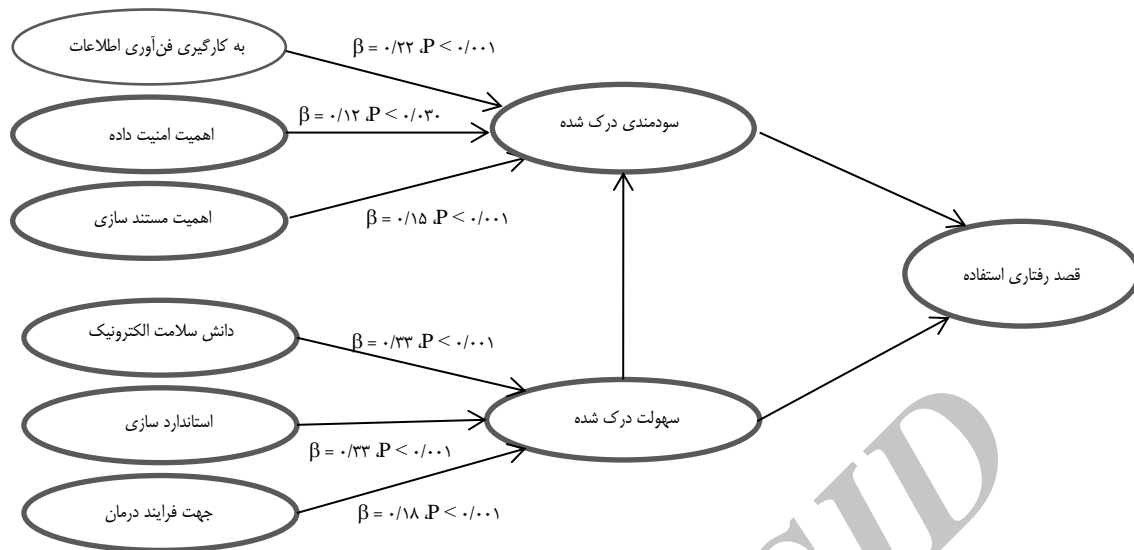 به کارگیری فن‌آوری اطلاعات
β = ۰/۲۲ ،P < ۰/۰۰۱
اهمیت امنیت داده
β = ۰/۱۲ ،P < ۰/۰۳۰
سودمندی درک شده
اهمیت مستند سازی
β = ۰/۱۵ ،P < ۰/۰۰۱
قصد رفتاری استفاده
دانش سلامت الکترونیک
β = ۰/۳۳ ،P < ۰/۰۰۱
استاندارد سازی
سهولت درک شده
β = ۰/۳۳ ،P < ۰/۰۰۱
جهت فرایند درمان
β = ۰/۱۸ ،P < ۰/۰۰۱
SID